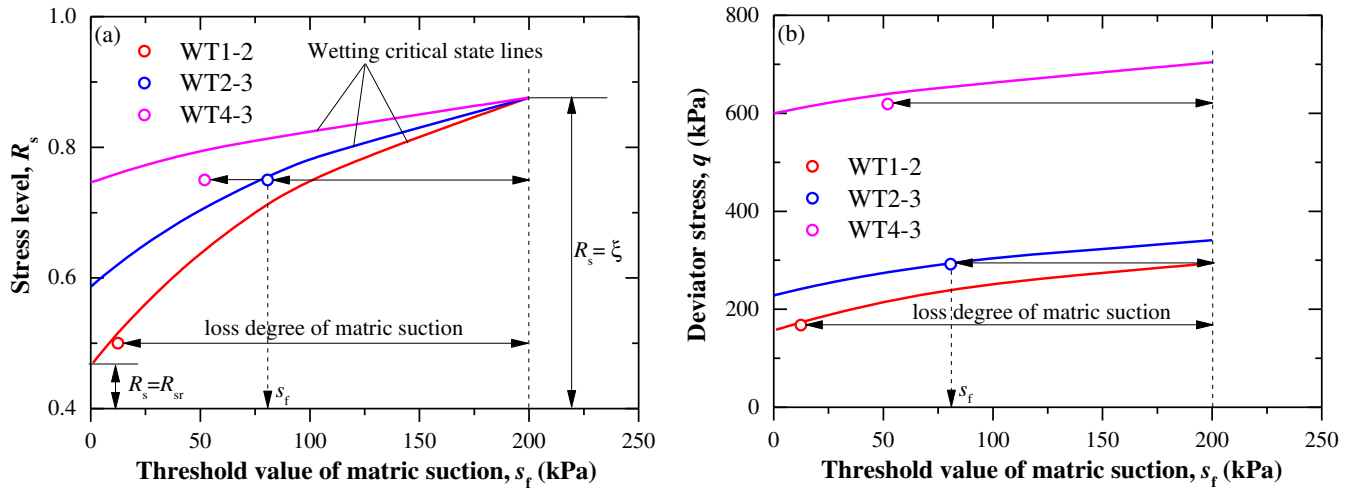 (a)
WT1-2
WT2-3
WT4-3
Wetting critical state lines
Rs= ξ
loss degree of matric suction
Rs=Rsr
sf
1.0
0.8
0.6
0.4
0
50
100
150
200
250
Stress level, Rs
Threshold value of matric suction, sf (kPa)
(b)
WT1-2
WT2-3
WT4-3
loss degree of matric suction
sf
800
600
400
200
0
0
50
100
150
200
250
Deviator stress, q (kPa)
Threshold value of matric suction, sf (kPa)